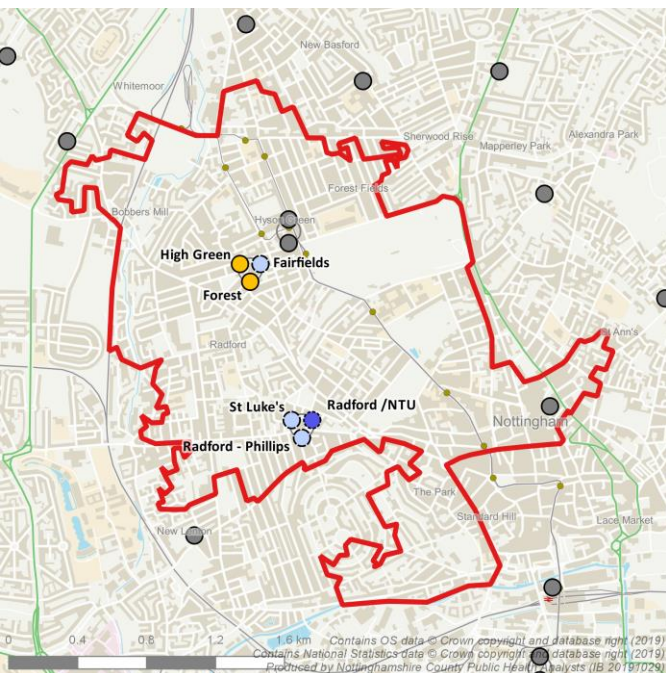 New Basford
Whitemoor
Sherwood Rise
Alexandra Park
Mapperley Park
Forest Fields
Bobbers Mill
Hyson Green
High Green
Fairfields
Forest
St Ann's
Radford
St Luke's
Radford /NTU
Nottingham
Radford - Phillips
The Park
Standard Hill
Lace Market
New Lenton
0 0.4 0.8 1.2 1.6 km
Contains OS data © Crown copyright and database right (2019)
Contains National Statistics data © Crown copyright and database right (2019)
Produced by Nottinghamshire County Public Health Analysts (IB 20191029)